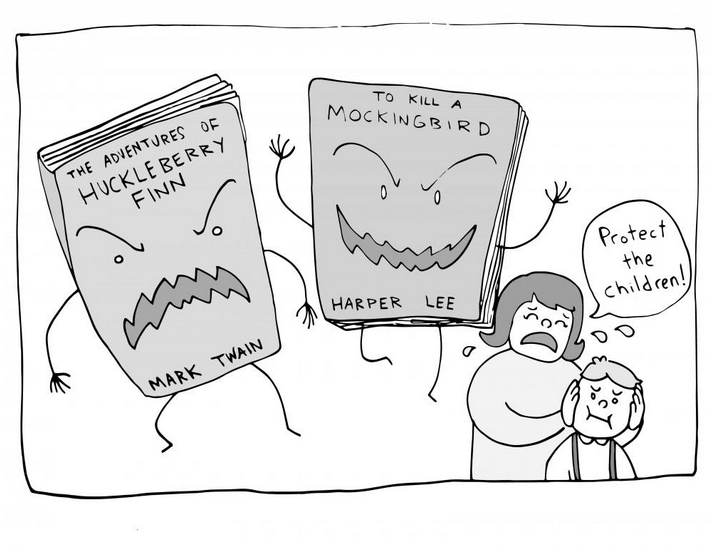 THE ADVENTURES OF
HUCKLEBERRY
FINN
MARK TWAIN
TO KILL A
MOCKINGBIRD
HARPER LEE
Protect
the
children!